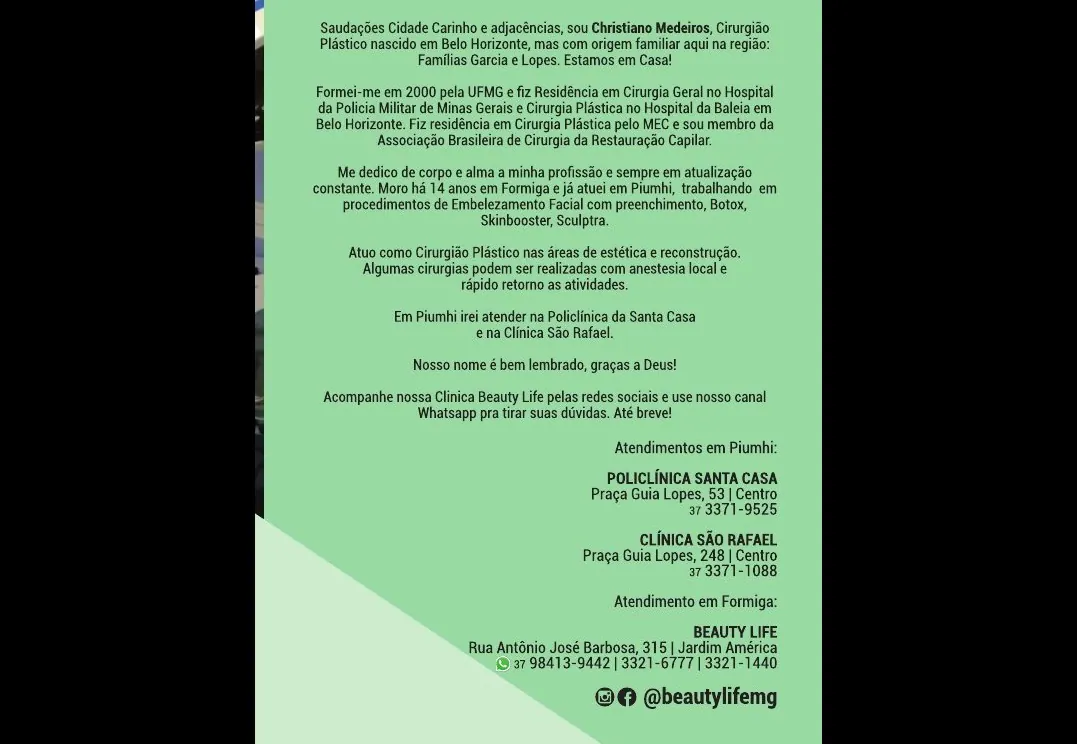 Saudações Cidade Carinho e adjacências, sou Christiano Medeiros, Cirurgião
Plástico nascido em Belo Horizonte, mas com origem familiar aqui na região:
Famílias Garcia e Lopes. Estamos em Casa!
Formei-me em 2000 pela UFMG e fiz Residência em Cirurgia Geral no Hospital
da Policia Militar de Minas Gerais e Cirurgia Plástica no Hospital da Baleia em
Belo Horizonte. Fiz residência em Cirurgia Plástica pelo MEC e sou membro da
Associação Brasileira de Cirurgia da Restauração Capilar.
Me dedico de corpo e alma a minha profissão e sempre em atualização
constante. Moro há 14 anos em Formiga e já atuei em Piumhi, trabalhando em
procedimentos de Embelezamento Facial com preenchimento, Botox,
Skinbooster, Sculptra.
Atuo como Cirurgião Plástico nas áreas de estética e reconstrução.
Algumas cirurgias podem ser realizadas com anestesia local e
rápido retorno as atividades.
Em Piumhi irei atender na Policlínica da Santa Casa
e na Clínica São Rafael.
Nosso nome é bem lembrado, graças a Deus!
Acompanhe nossa Clinica Beauty Life pelas redes sociais e use nosso canal
Whatsapp pra tirar suas dúvidas. Até breve!
Atendimentos em Piumhi:
POLICLÍNICA SANTA CASA
Praça Guia Lopes, 53 | Centro
37 3371-9525
CLÍNICA SÃO RAFAEL
Praça Guia Lopes, 248 | Centro
37 3371-1088
Atendimento em Formiga:
BEAUTY LIFE
Rua Antônio José Barbosa, 315 | Jardim América
37 98413-9442 | 3321-6777 | 3321-1440
@beautylifemg